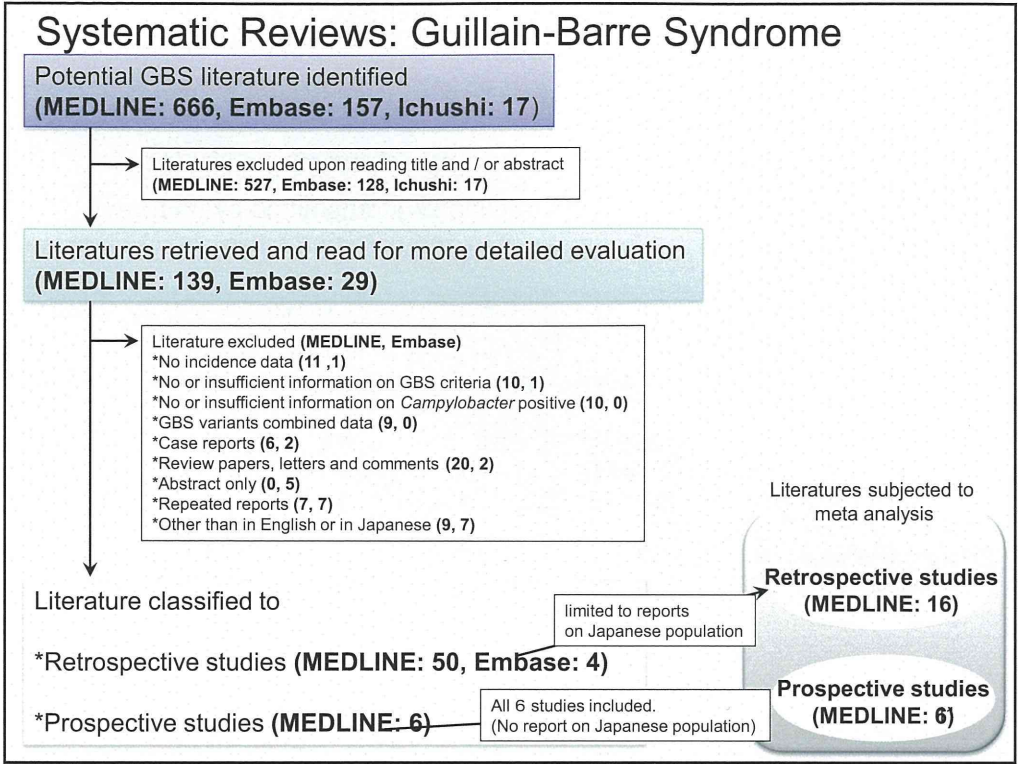 Systematic Reviews: Guillain-Barre Syndrome
Potential GBS literature identified
(MEDLINE: 666, Embase: 157, Ichushi: 17)
Literatures excluded upon reading title and / or abstract
(MEDLINE: 527, Embase: 128, Ichushi: 17)
Literatures retrieved and read for more detailed evaluation
(MEDLINE: 139, Embase: 29)
Literature excluded (MEDLINE, Embase)
*No incidence data (11 ,1)
*No or insufficient information on GBS criteria (10, 1)
*No or insufficient information on Campylobacter positive (10, 0)
*GBS variants combined data (9, 0)
*Case reports (6, 2)
*Review papers, letters and comments (20, 2)
*Abstract only (0, 5)
*Repeated reports (7, 7)
*Other than in English or in Japanese (9, 7)
Literature classified to
*Retrospective studies (MEDLINE: 50, Embase: 4)
*Prospective studies (MEDLINE: 6)
limited to reports
on Japanese population
All 6 studies included.
(No report on Japanese population)
Literatures subjected to
meta analysis
Retrospective studies
(MEDLINE: 16)
Prospective studies
(MEDLINE: 6)